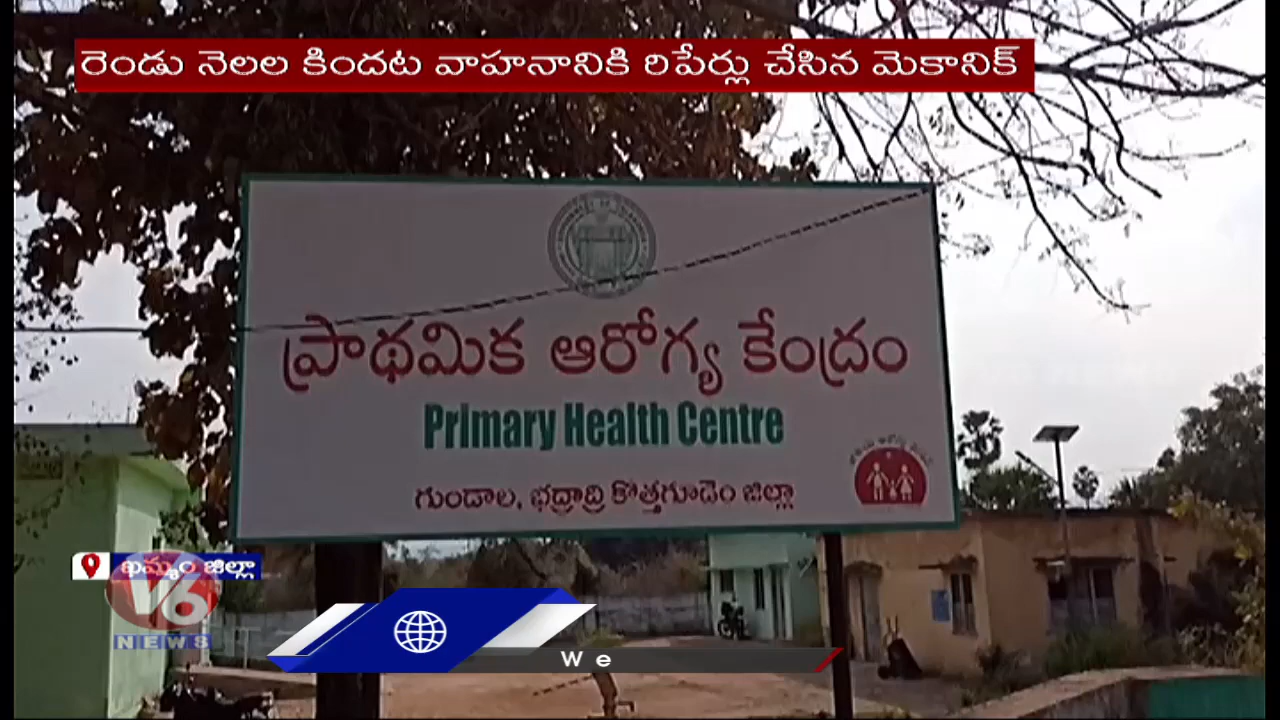 రెండు నెలల కిందట వాహనానికి రిపేర్లు చేసిన మెకానిక్
ప్రాథమిక ఆరోగ్య కేంద్రం
Primary Health Centre
గుండాల, భద్రాద్రి కొత్తగూడెం జిల్లా
ఖమ్మం జిల్లా
V6
NEWS
We